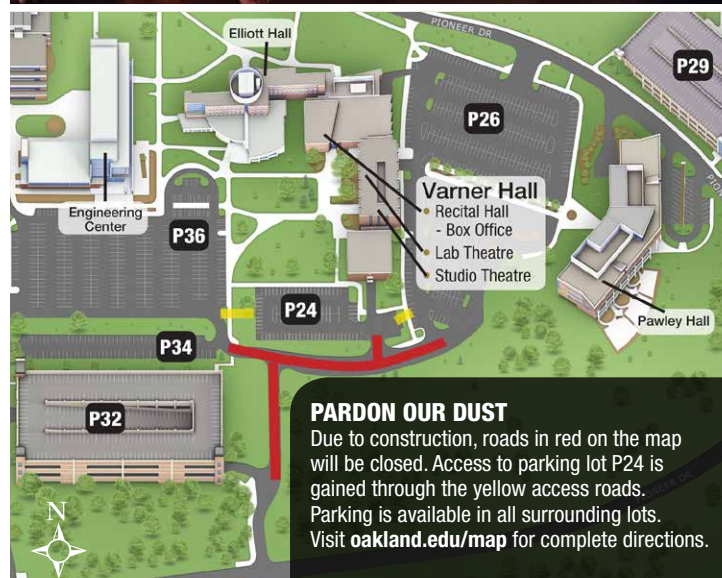 Elliott Hall
PIONEER DR
P29
P26
Varner Hall
Recital Hall
- Box Office
Lab Theatre
Studio Theatre
Engineering
Center
P36
P24
Pawley Hall
P34
P32
N
PARDON OUR DUST
Due to construction, roads in red on the map
will be closed. Access to parking lot P24 is
gained through the yellow access roads.
Parking is available in all surrounding lots.
Visit oakland.edu/map for complete directions.
PIONEER DR